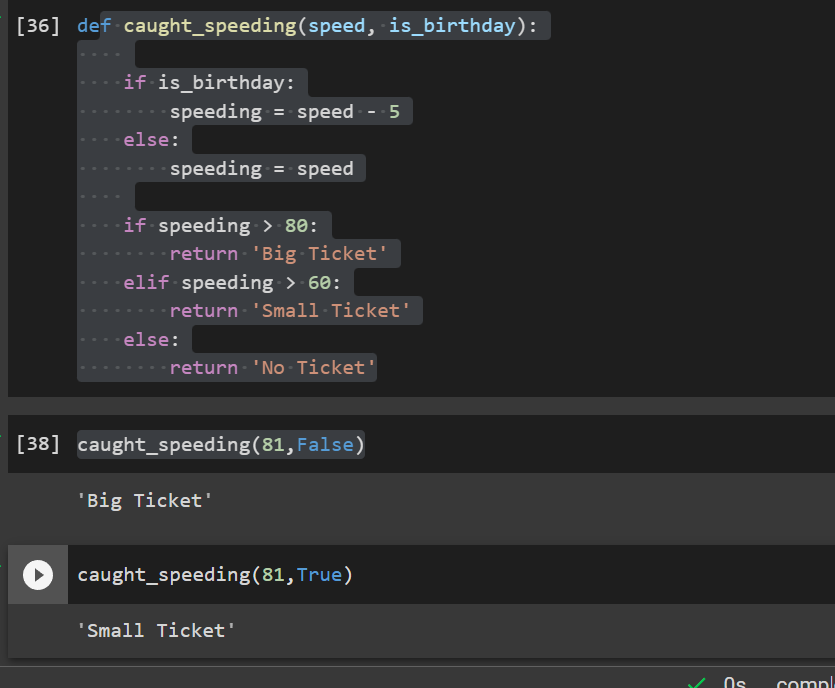 [36] def caught_speeding(speed, is_birthday):
if is_birthday:
speeding = speed - 5
else:
speeding = speed
if speeding > 80:
return 'Big Ticket'
elif speeding > 60:
return 'Small Ticket'
else:
return 'No Ticket'
[38] caught_speeding(81,False)
'Big Ticket'
caught_speeding(81,True)
'Small Ticket'
0s